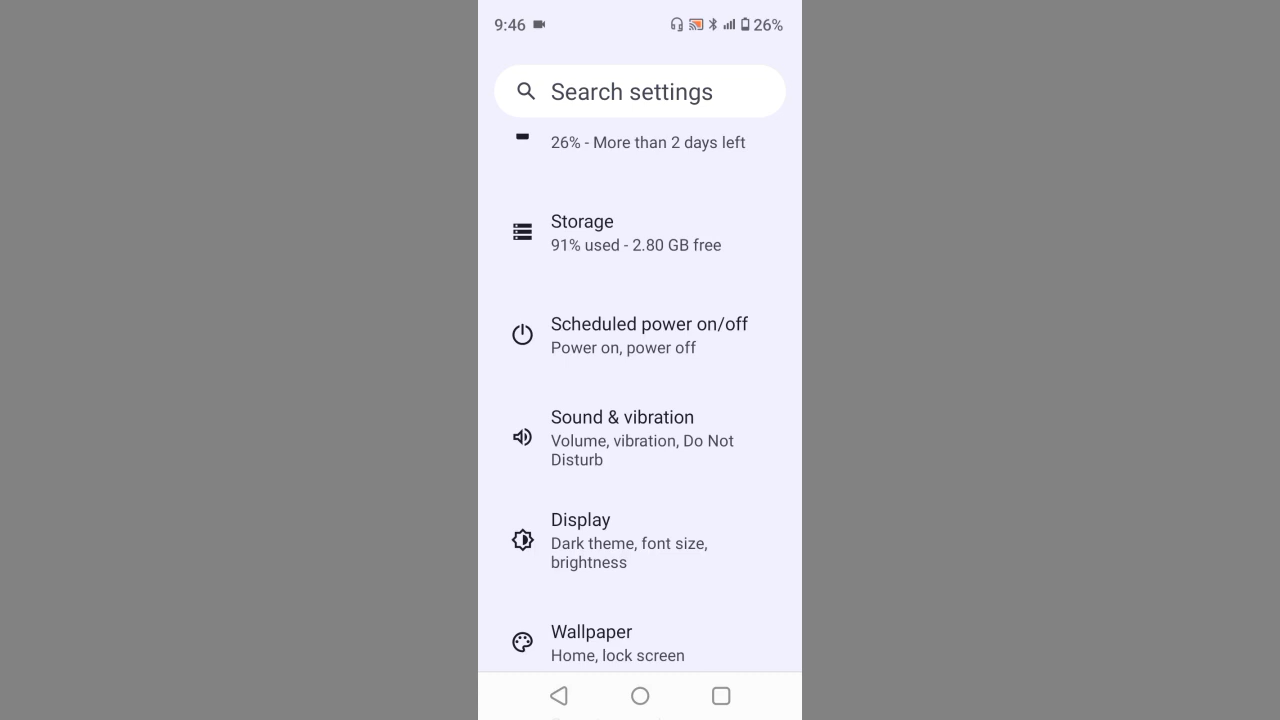 9:46 26%
Search settings
26% - More than 2 days left
Storage
91% used - 2.80 GB free
Scheduled power on/off
Power on, power off
Sound & vibration
Volume, vibration, Do Not
Disturb
Display
Dark theme, font size,
brightness
Wallpaper
Home, lock screen